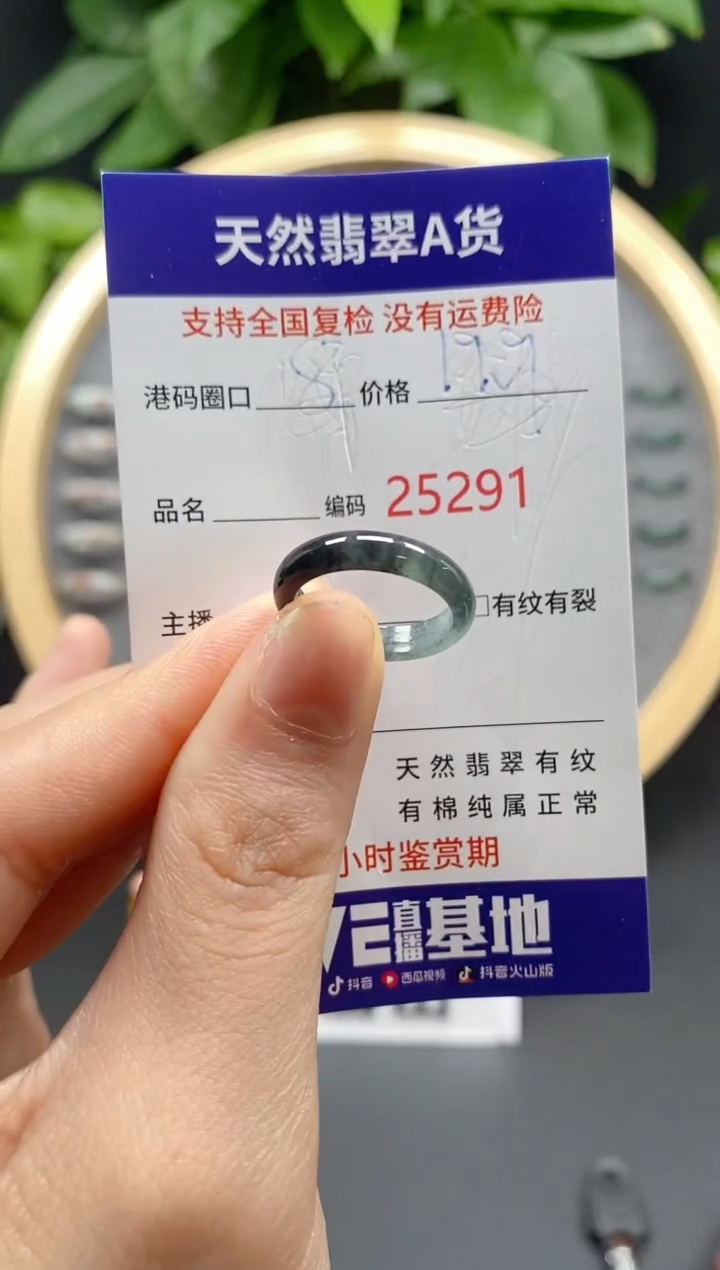 天然翡翠A货
支持全国复检 没有运费险
港码圈口 8 价格
品名 编码 25291
主播 □有纹有裂
天然翡翠有纹
有棉纯属正常
小时鉴赏期
VE直播基地
抖音 西瓜视频 抖音火山版